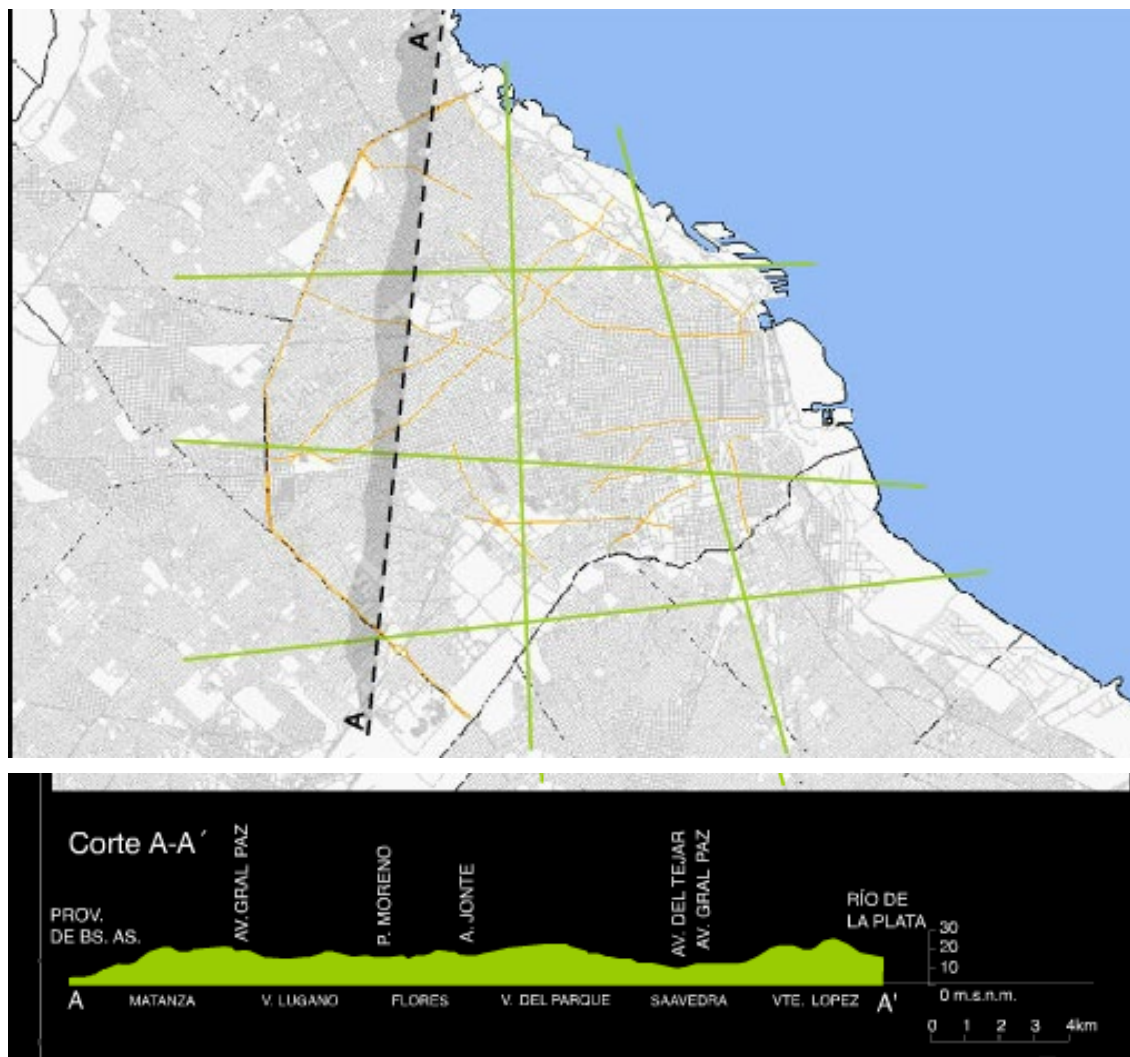 A'
A
Corte A-A´
AV. GRAL PAZ
P. MORENO
A. JONTE
AV. DEL TEJAR
AV. GRAL PAZ
PROV.
DE BS. AS.
RÍO DE
LA PLATA
30
20
10
0 m.s.n.m.
A
MATANZA
V. LUGANO
FLORES
V. DEL PARQUE
SAAVEDRA
VTE. LOPEZ
A'
0 1 2 3 4km